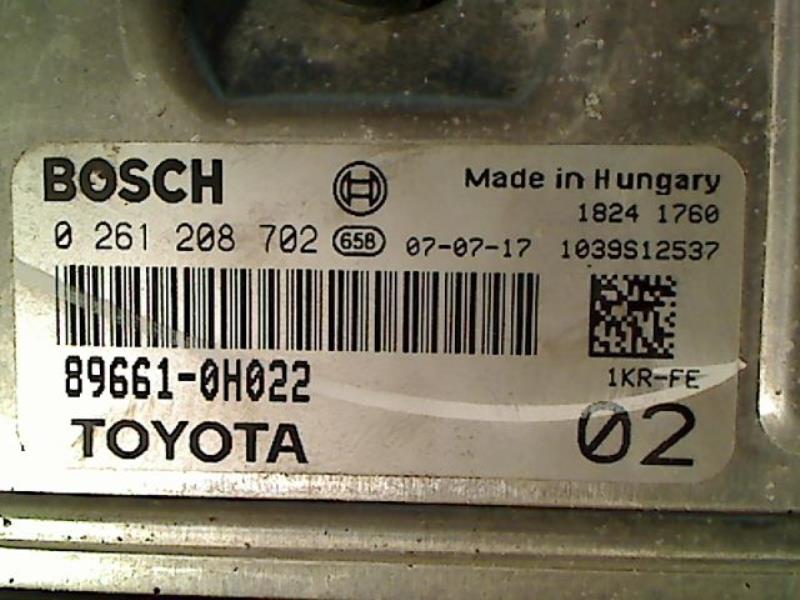 BOSCH Made in Hungary
1824 1760
0 261 208 702 658 07-07-17 1039S12537
89661-0H022 1KR-FE
TOYOTA 02